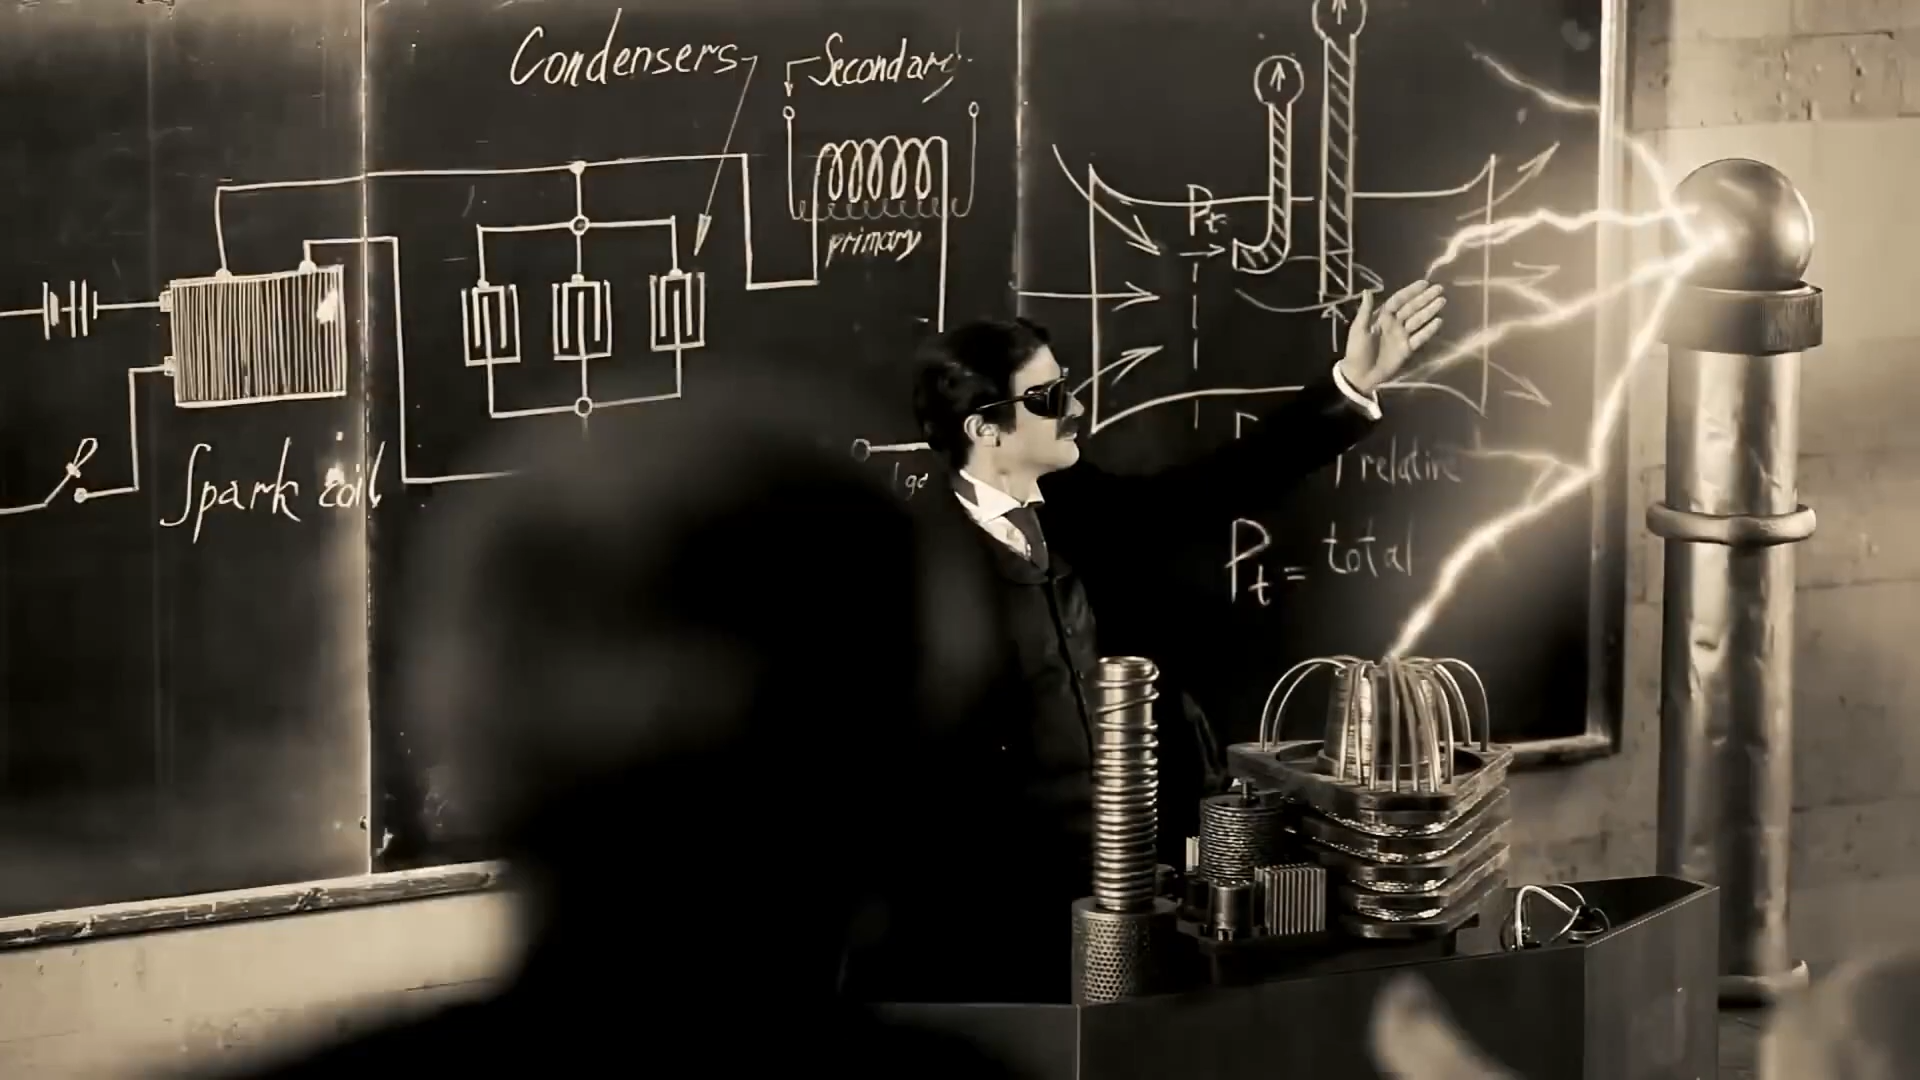 Condensers
Secondary
primary
Pt
Spark coil
relative
Pt = total